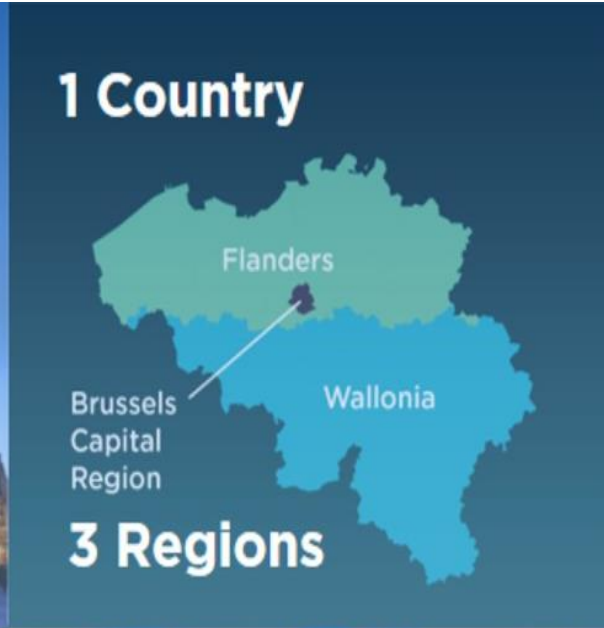 1 Country
Flanders
Wallonia
Brussels
Capital
Region
3 Regions